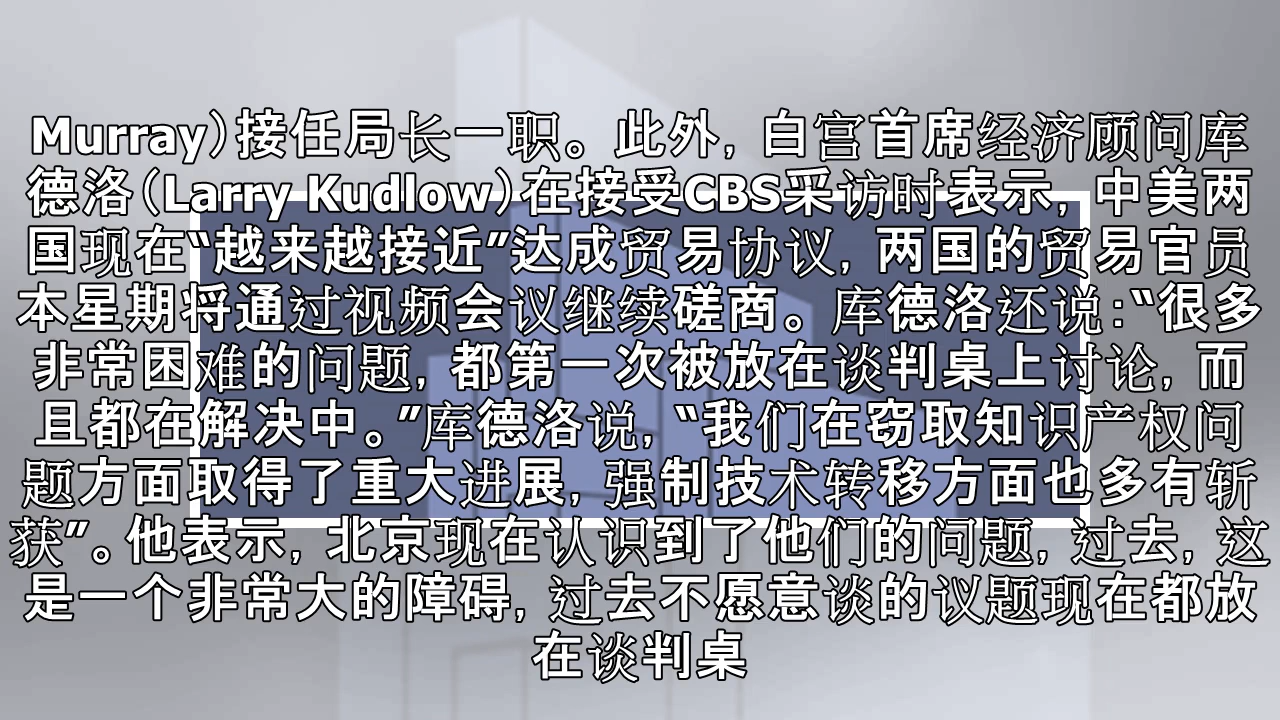 Murray)接任局长一职。此外, 白宫首席经济顾问库
德洛(Larry Kudlow)在接受CBS采访时表示, 中美两
国现在“越来越接近”达成贸易协议, 两国的贸易官员
本星期将通过视频会议继续磋商。库德洛还说:“很多
非常困难的问题, 都第一次被放在谈判桌上讨论, 而
且都在解决中。”库德洛说, “我们在窃取知识产权问
题方面取得了重大进展, 强制技术转移方面也多有斩
获”。他表示, 北京现在认识到了他们的问题, 过去, 这
是一个非常大的障碍, 过去不愿意谈的议题现在都放
在谈判桌